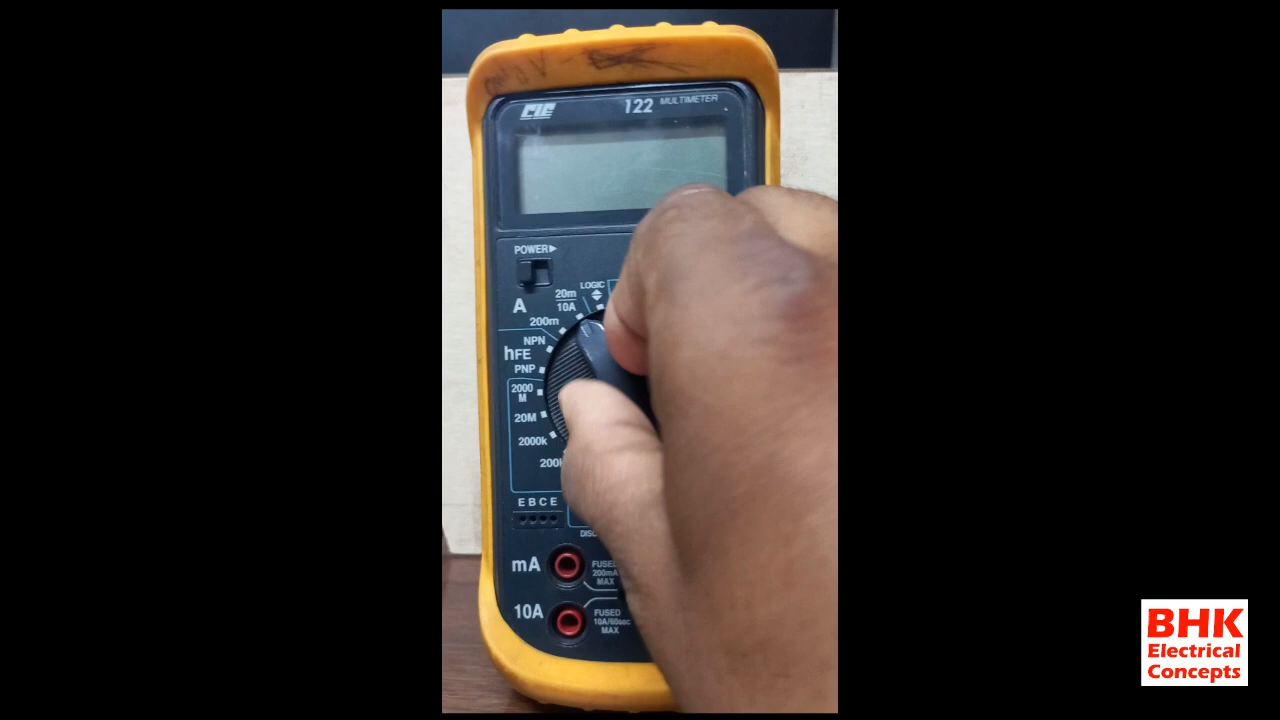 CIE 122 MULTIMETER
POWER▶
LOGIC
20m
10A
A
200m
NPN
hFE
PNP
2000
M
20M
2000k
E B C E
mA
FUSED
200mA
MAX
10A
FUSED
10A/60sec
MAX
BHK
Electrical
Concepts